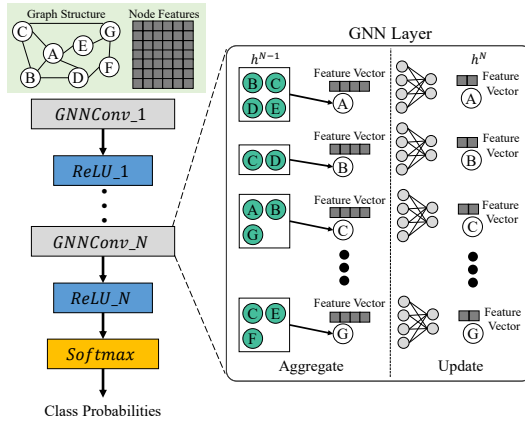 Graph Structure
Node Features
C
G
A
E
B
D
F
GNNConv_1
ReLU_1
GNNConv_N
ReLU_N
Softmax
Class Probabilities
GNN Layer
h^{N-1}
h^N
Feature Vector
B C
D E
A
Feature
Vector
A
Feature Vector
C D
B
Feature
Vector
B
Feature Vector
A B
G
C
Feature
Vector
C
Feature Vector
C E
F
G
Feature
Vector
G
Aggregate
Update